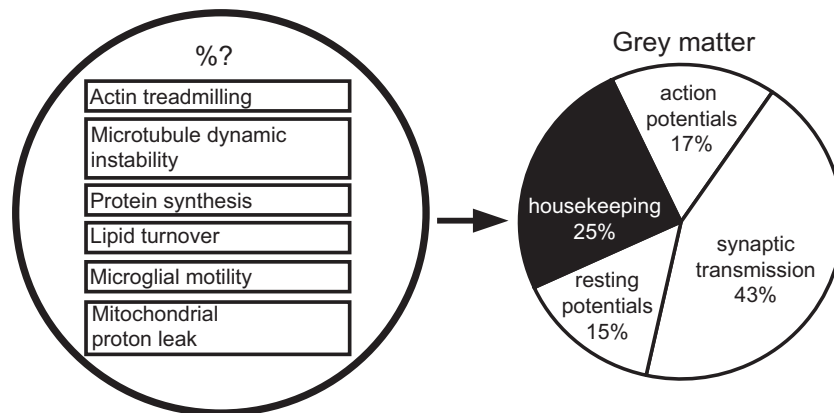 %?
Actin treadmilling
Microtubule dynamic
instability
Protein synthesis
Lipid turnover
Microglial motility
Mitochondrial
proton leak
Grey matter
action
potentials
17%
housekeeping
25%
synaptic
transmission
43%
resting
potentials
15%